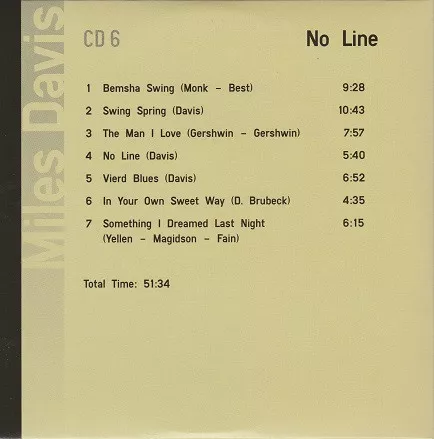 Miles Davis
CD 6 No Line
1 Bemsha Swing (Monk – Best) 9:28
2 Swing Spring (Davis) 10:43
3 The Man I Love (Gershwin – Gershwin) 7:57
4 No Line (Davis) 5:40
5 Vierd Blues (Davis) 6:52
6 In Your Own Sweet Way (D. Brubeck) 4:35
7 Something I Dreamed Last Night 6:15
(Yellen – Magidson – Fain)
Total Time: 51:34